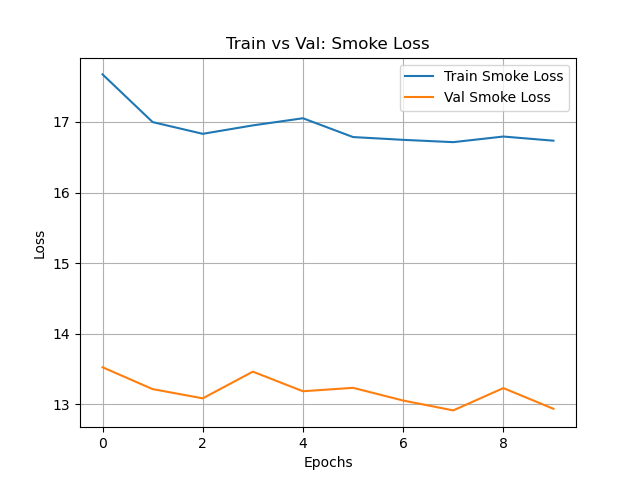 Train vs Val: Smoke Loss
Train Smoke Loss
Val Smoke Loss
17
16
15
14
13
Loss
0 2 4 6 8
Epochs